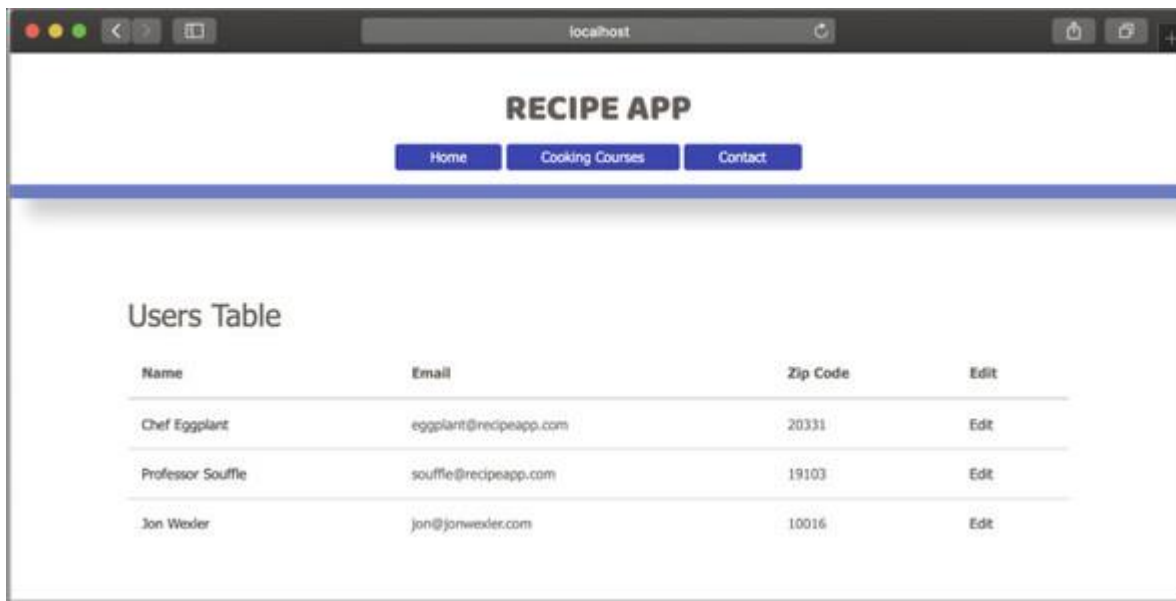 localhost
RECIPE APP
Home Cooking Courses Contact
Users Table
Name Email Zip Code Edit
Chef Eggplant eggplant@recipeapp.com 20331 Edit
Professor Souffle souffle@recipeapp.com 19103 Edit
Jon Wexler jon@jonwexler.com 10016 Edit